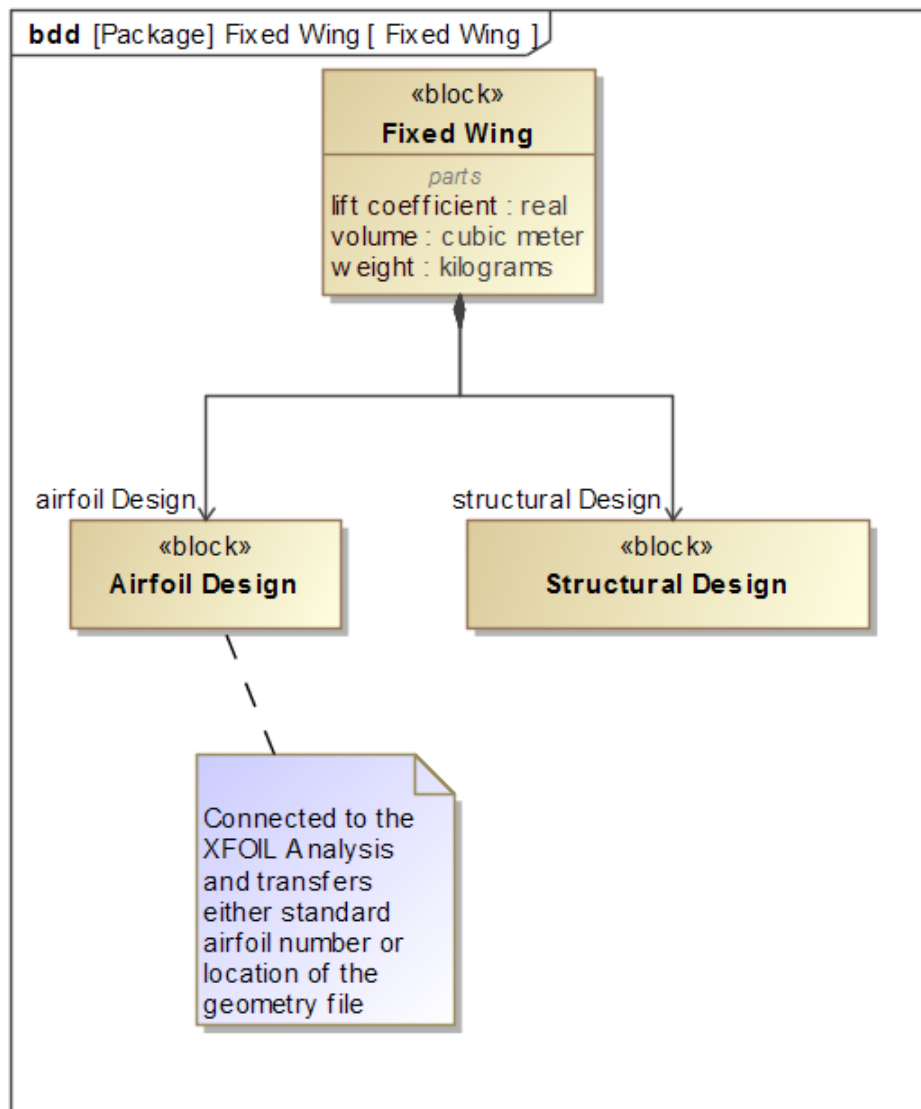 bdd [Package] Fixed Wing [ Fixed Wing ]
«block»
Fixed Wing
parts
lift coefficient : real
volume : cubic meter
weight : kilograms
airfoil Design
structural Design
«block»
Airfoil Design
«block»
Structural Design
Connected to the
XFOIL Analysis
and transfers
either standard
airfoil number or
location of the
geometry file